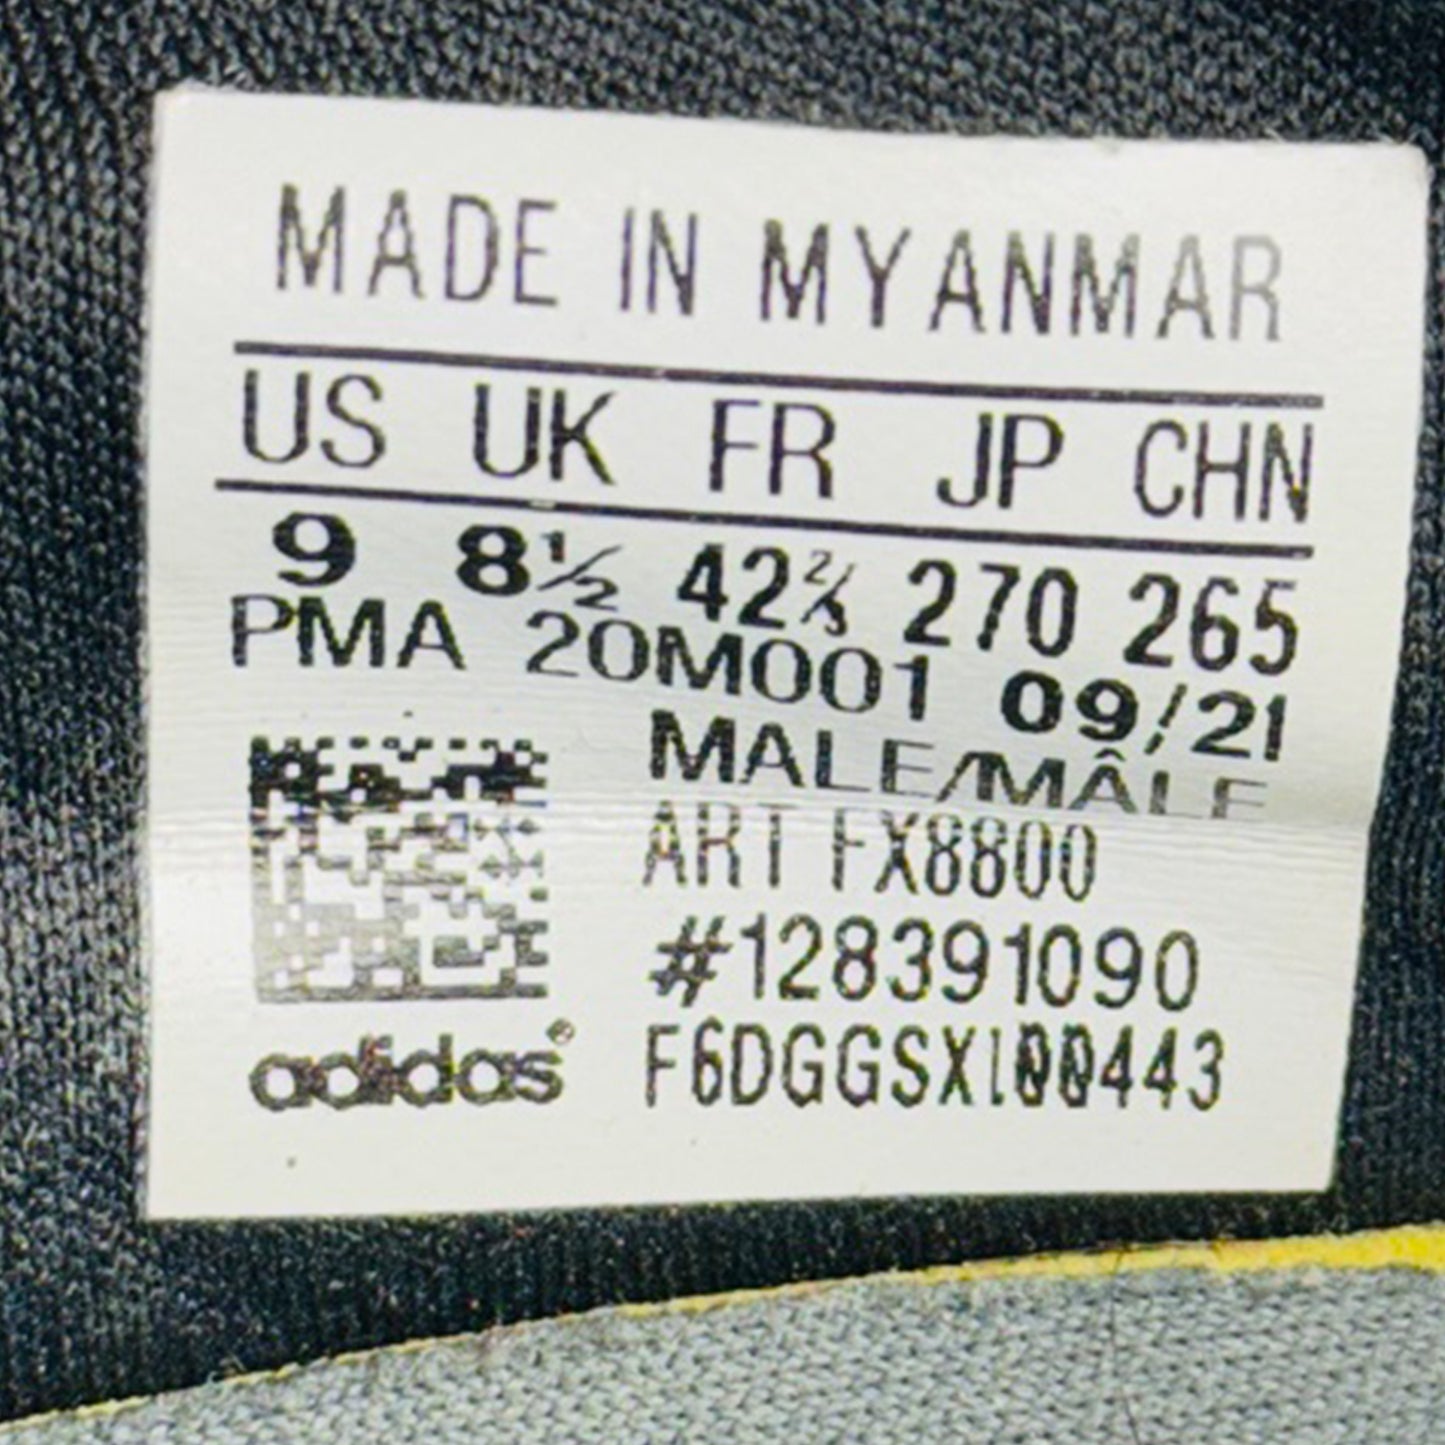 MADE IN MYANMAR
US UK FR JP CHN
9 8½ 42⅔ 270 265
PMA 20M001 09/21
MALE/MÂLE
ART FX8800
#128391090
F6DGGSX100443
adidas®